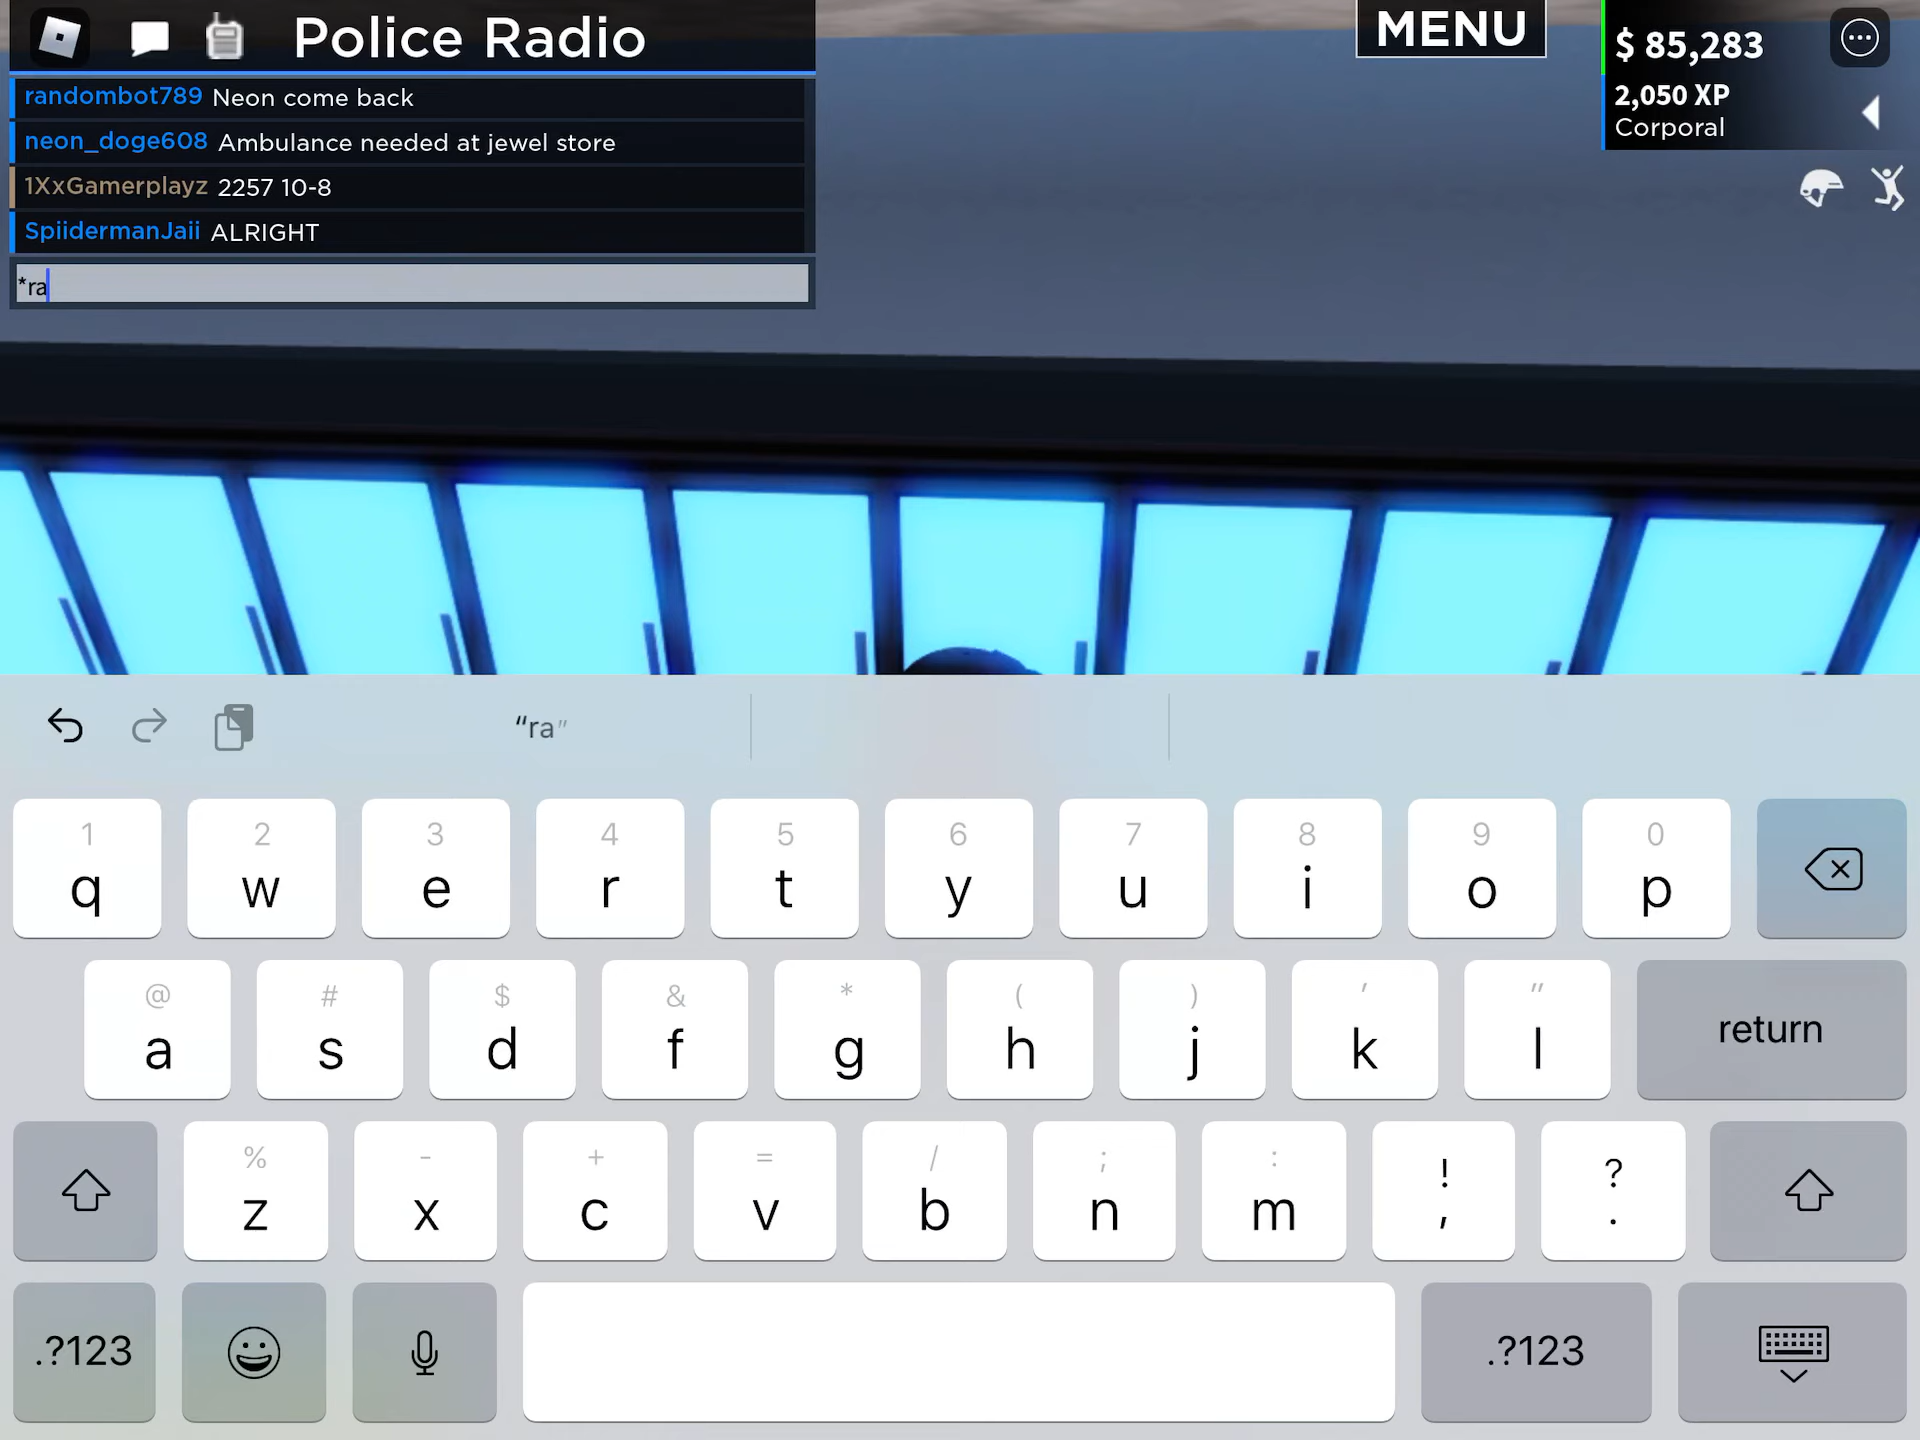 Police Radio
MENU
$ 85,283
2,050 XP
Corporal
randombot789 Neon come back
neon_doge608 Ambulance needed at jewel store
1XxGamerplayz 2257 10-8
SpiidermanJaii ALRIGHT
*ra
“ra”
1 2 3 4 5 6 7 8 9 0
q w e r t y u i o p
@ # $ & * ( ) ' "
a s d f g h j k l return
% - + = / ; : ! ?
z x c v b n m , .
.?123 .?123